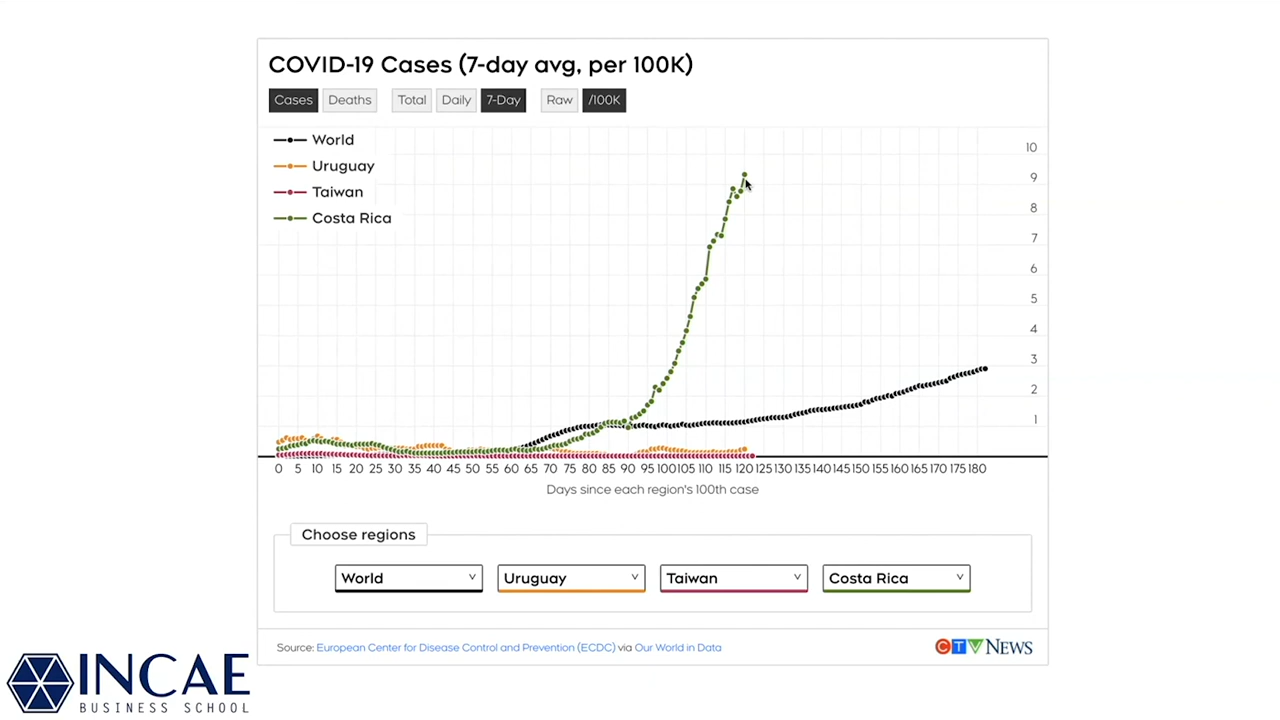 COVID-19 Cases (7-day avg, per 100K)
Cases Deaths Total Daily 7-Day Raw /100K
World
Uruguay
Taiwan
Costa Rica
10
9
8
7
6
5
4
3
2
1
0 5 10 15 20 25 30 35 40 45 50 55 60 65 70 75 80 85 90 95 100 105 110 115 120 125 130 135 140 145 150 155 160 165 170 175 180
Days since each region's 100th case
Choose regions
World Uruguay Taiwan Costa Rica
Source: European Center for Disease Control and Prevention (ECDC) via Our World in Data
CTV NEWS
INCAE
BUSINESS SCHOOL